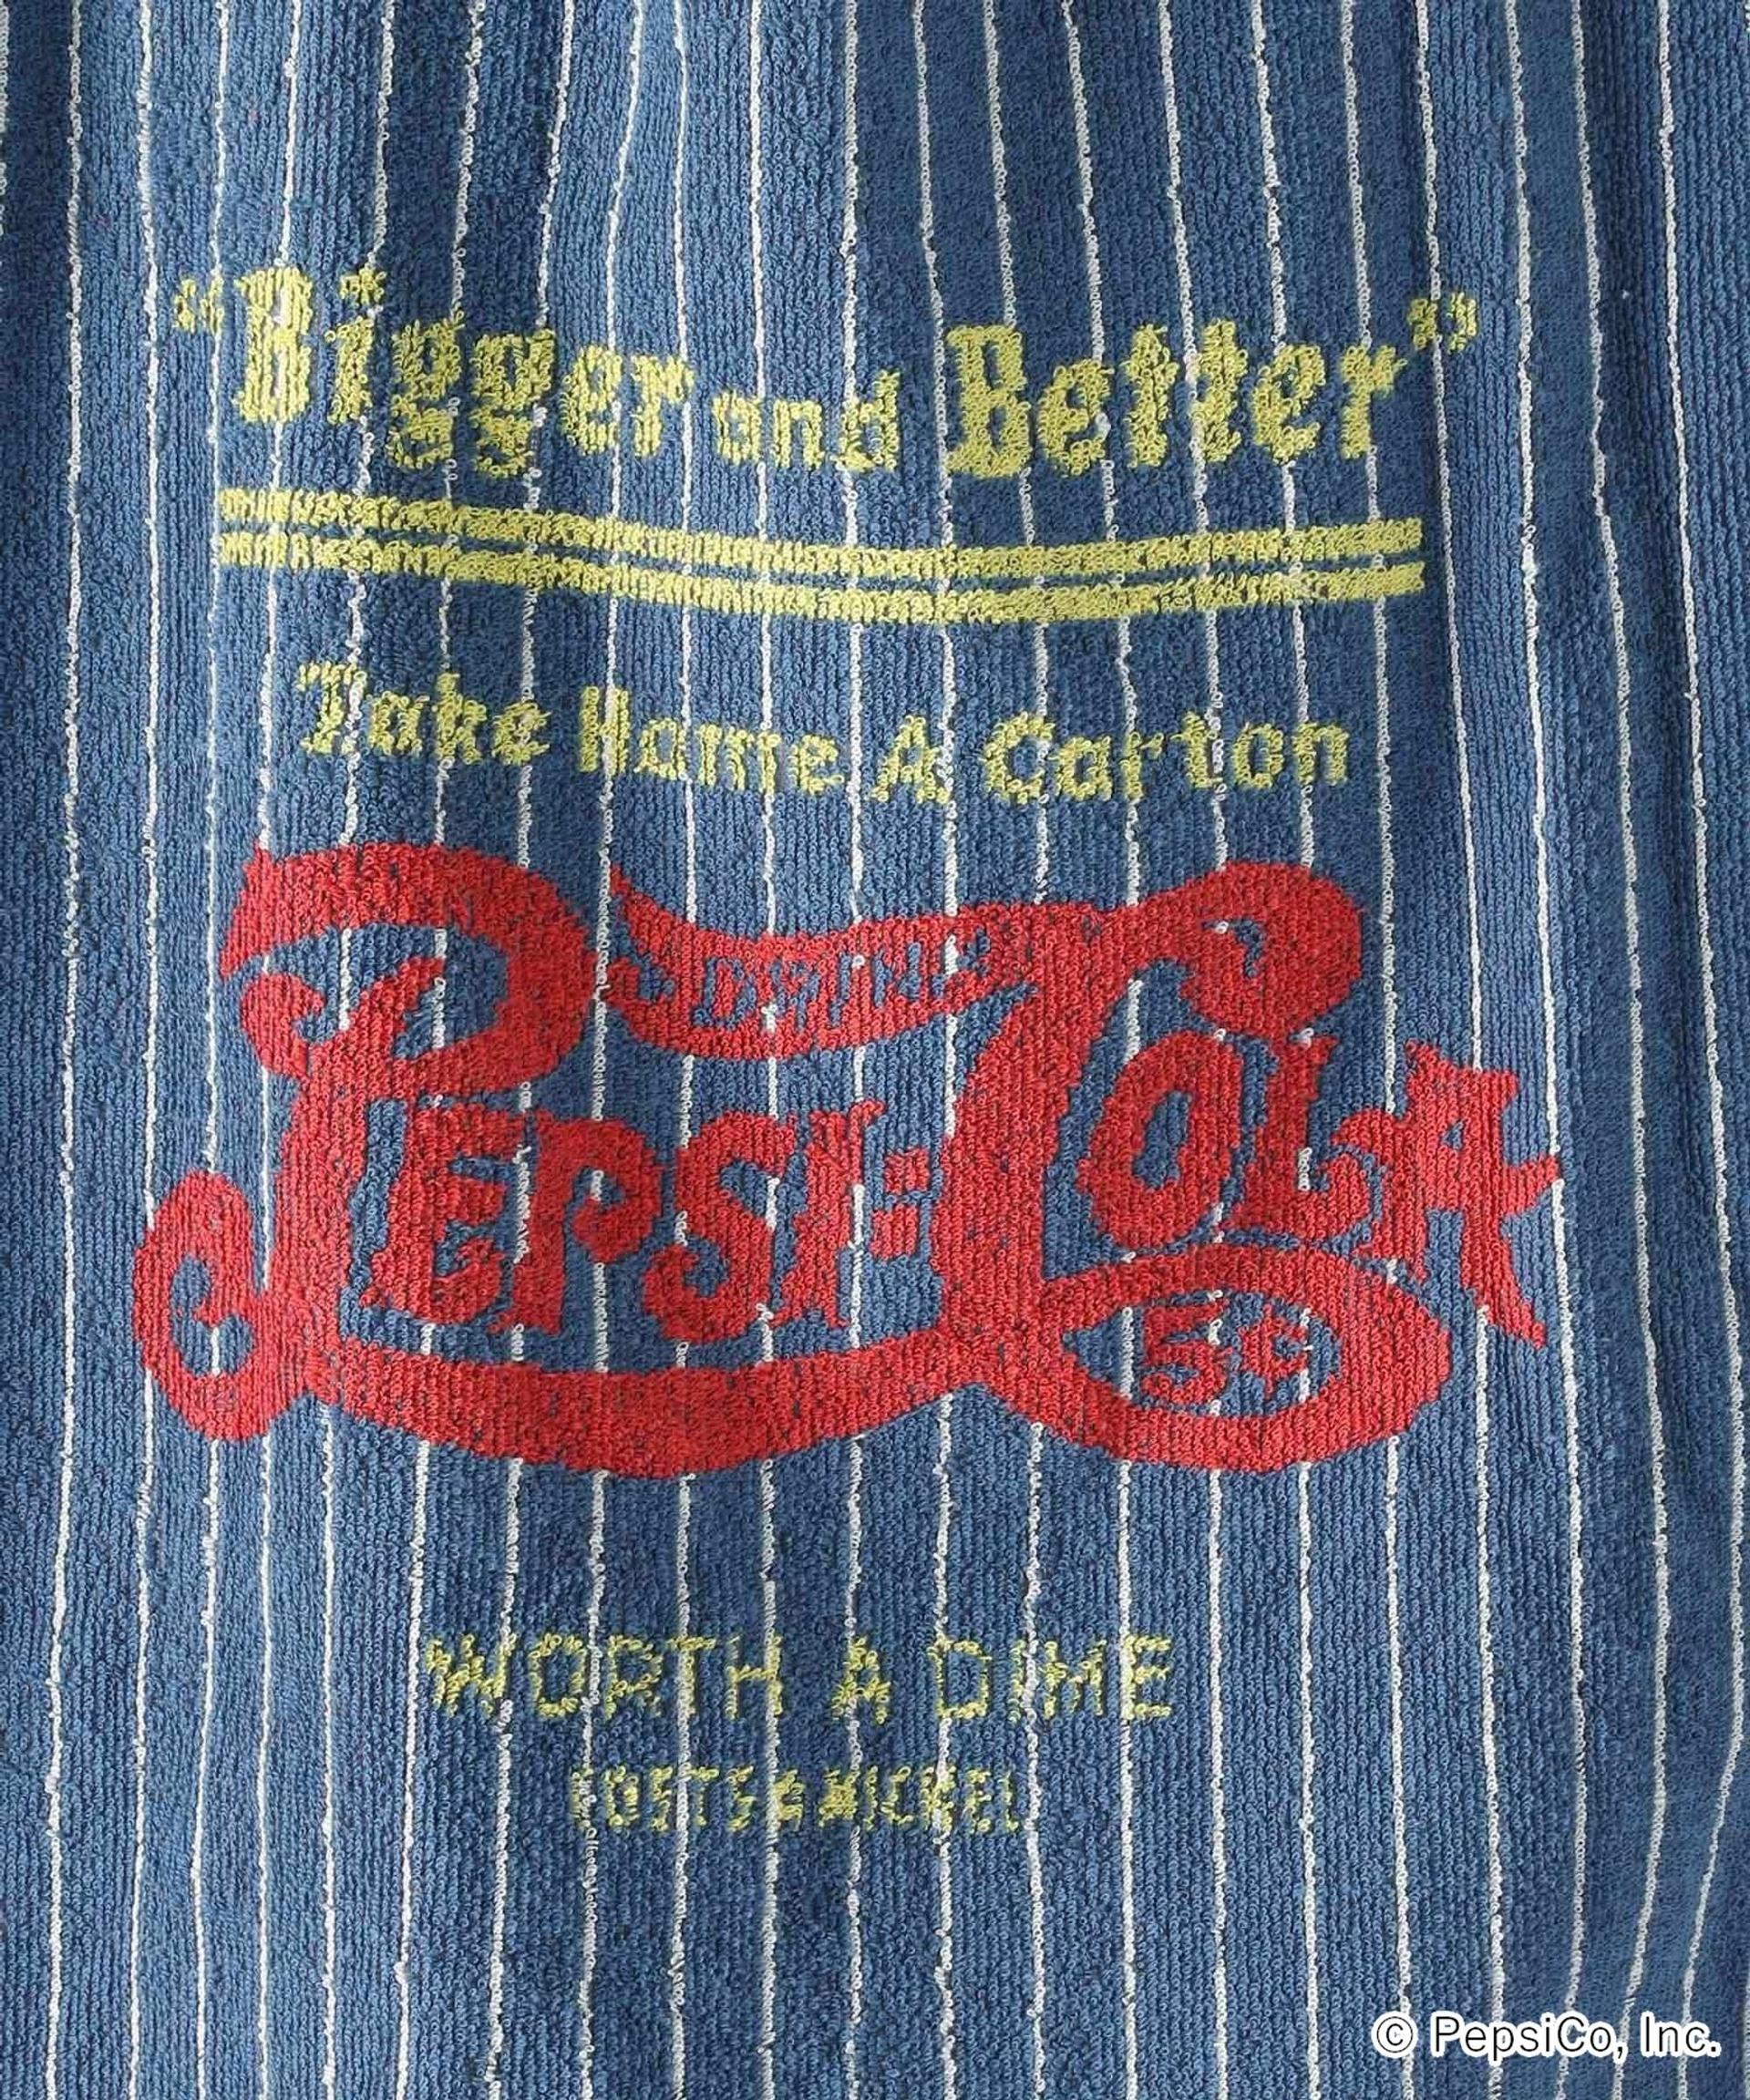 “Bigger and Better”
Take Home A Carton
DRINK
PEPSI:COLA
5¢
WORTH A DIME
COSTS A NICKEL
© PepsiCo, Inc.